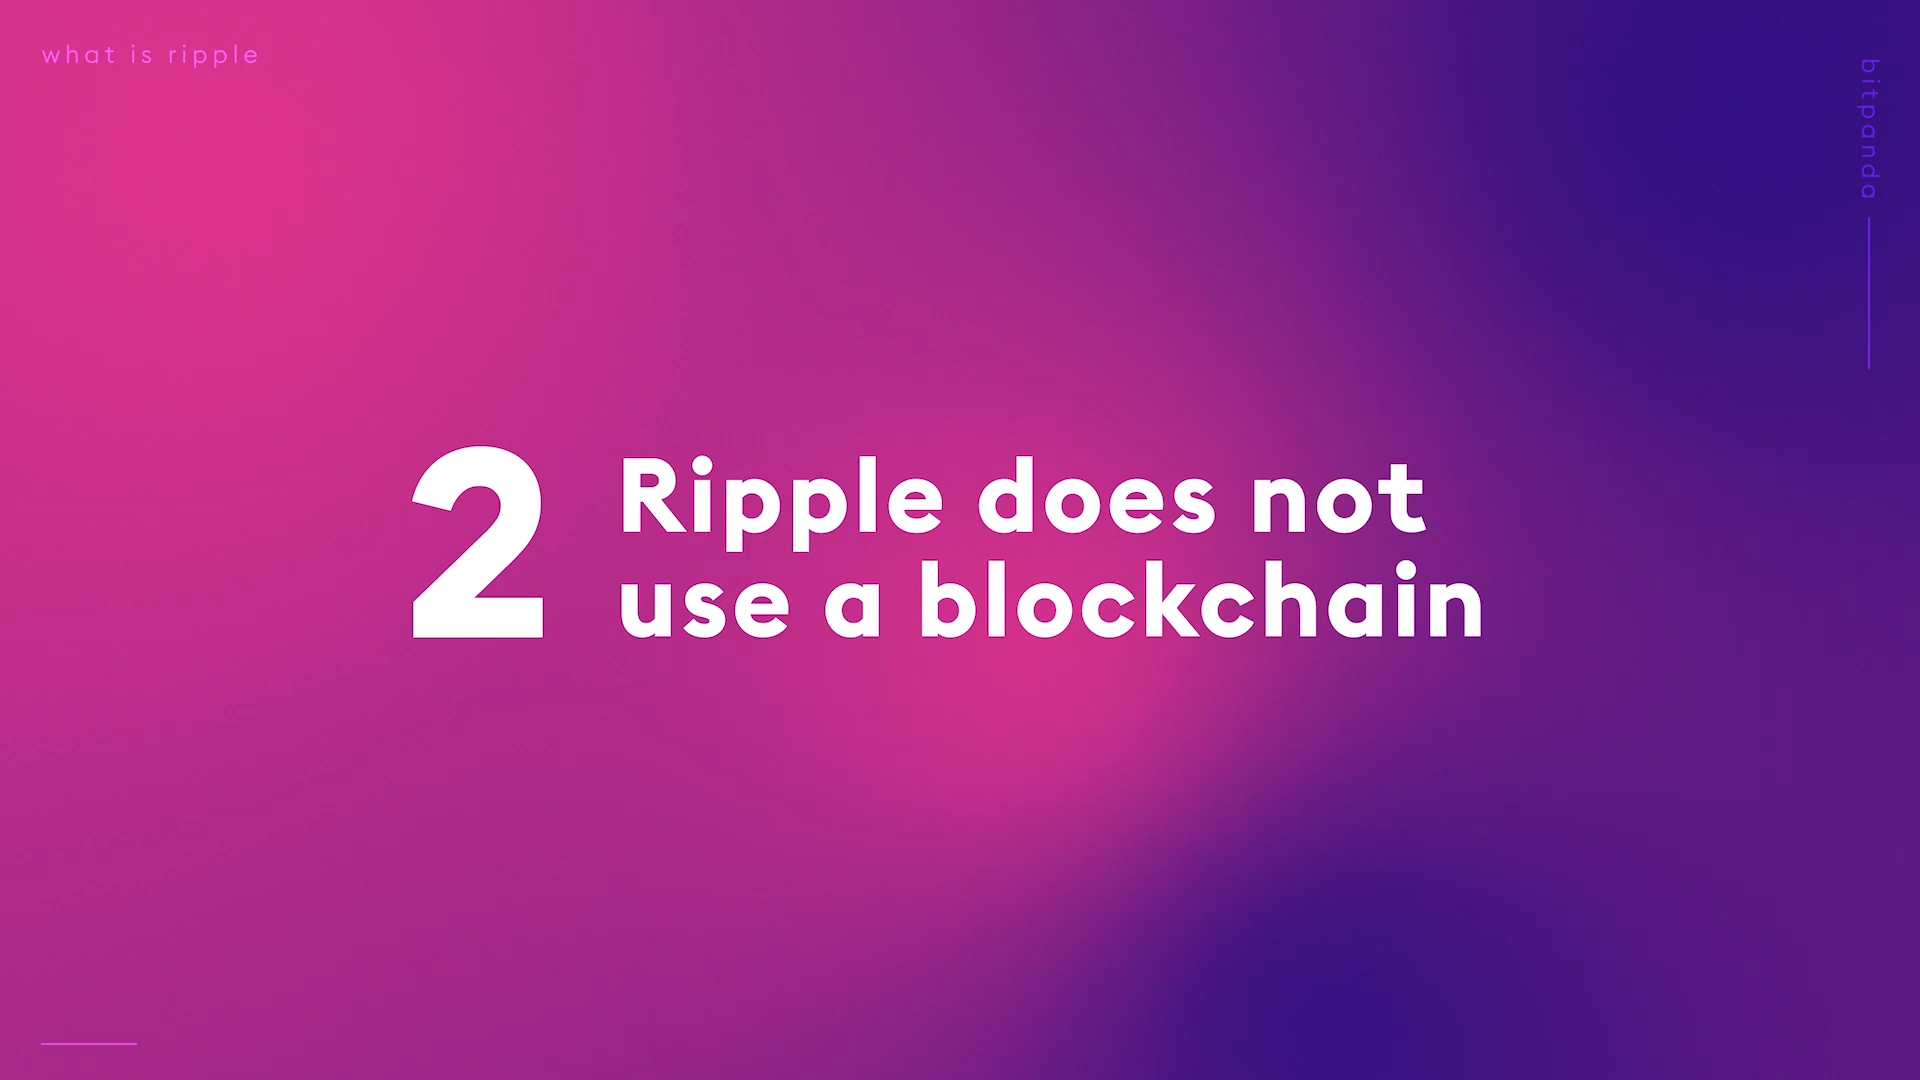 what is ripple
bitpanda
2
Ripple does not
use a blockchain